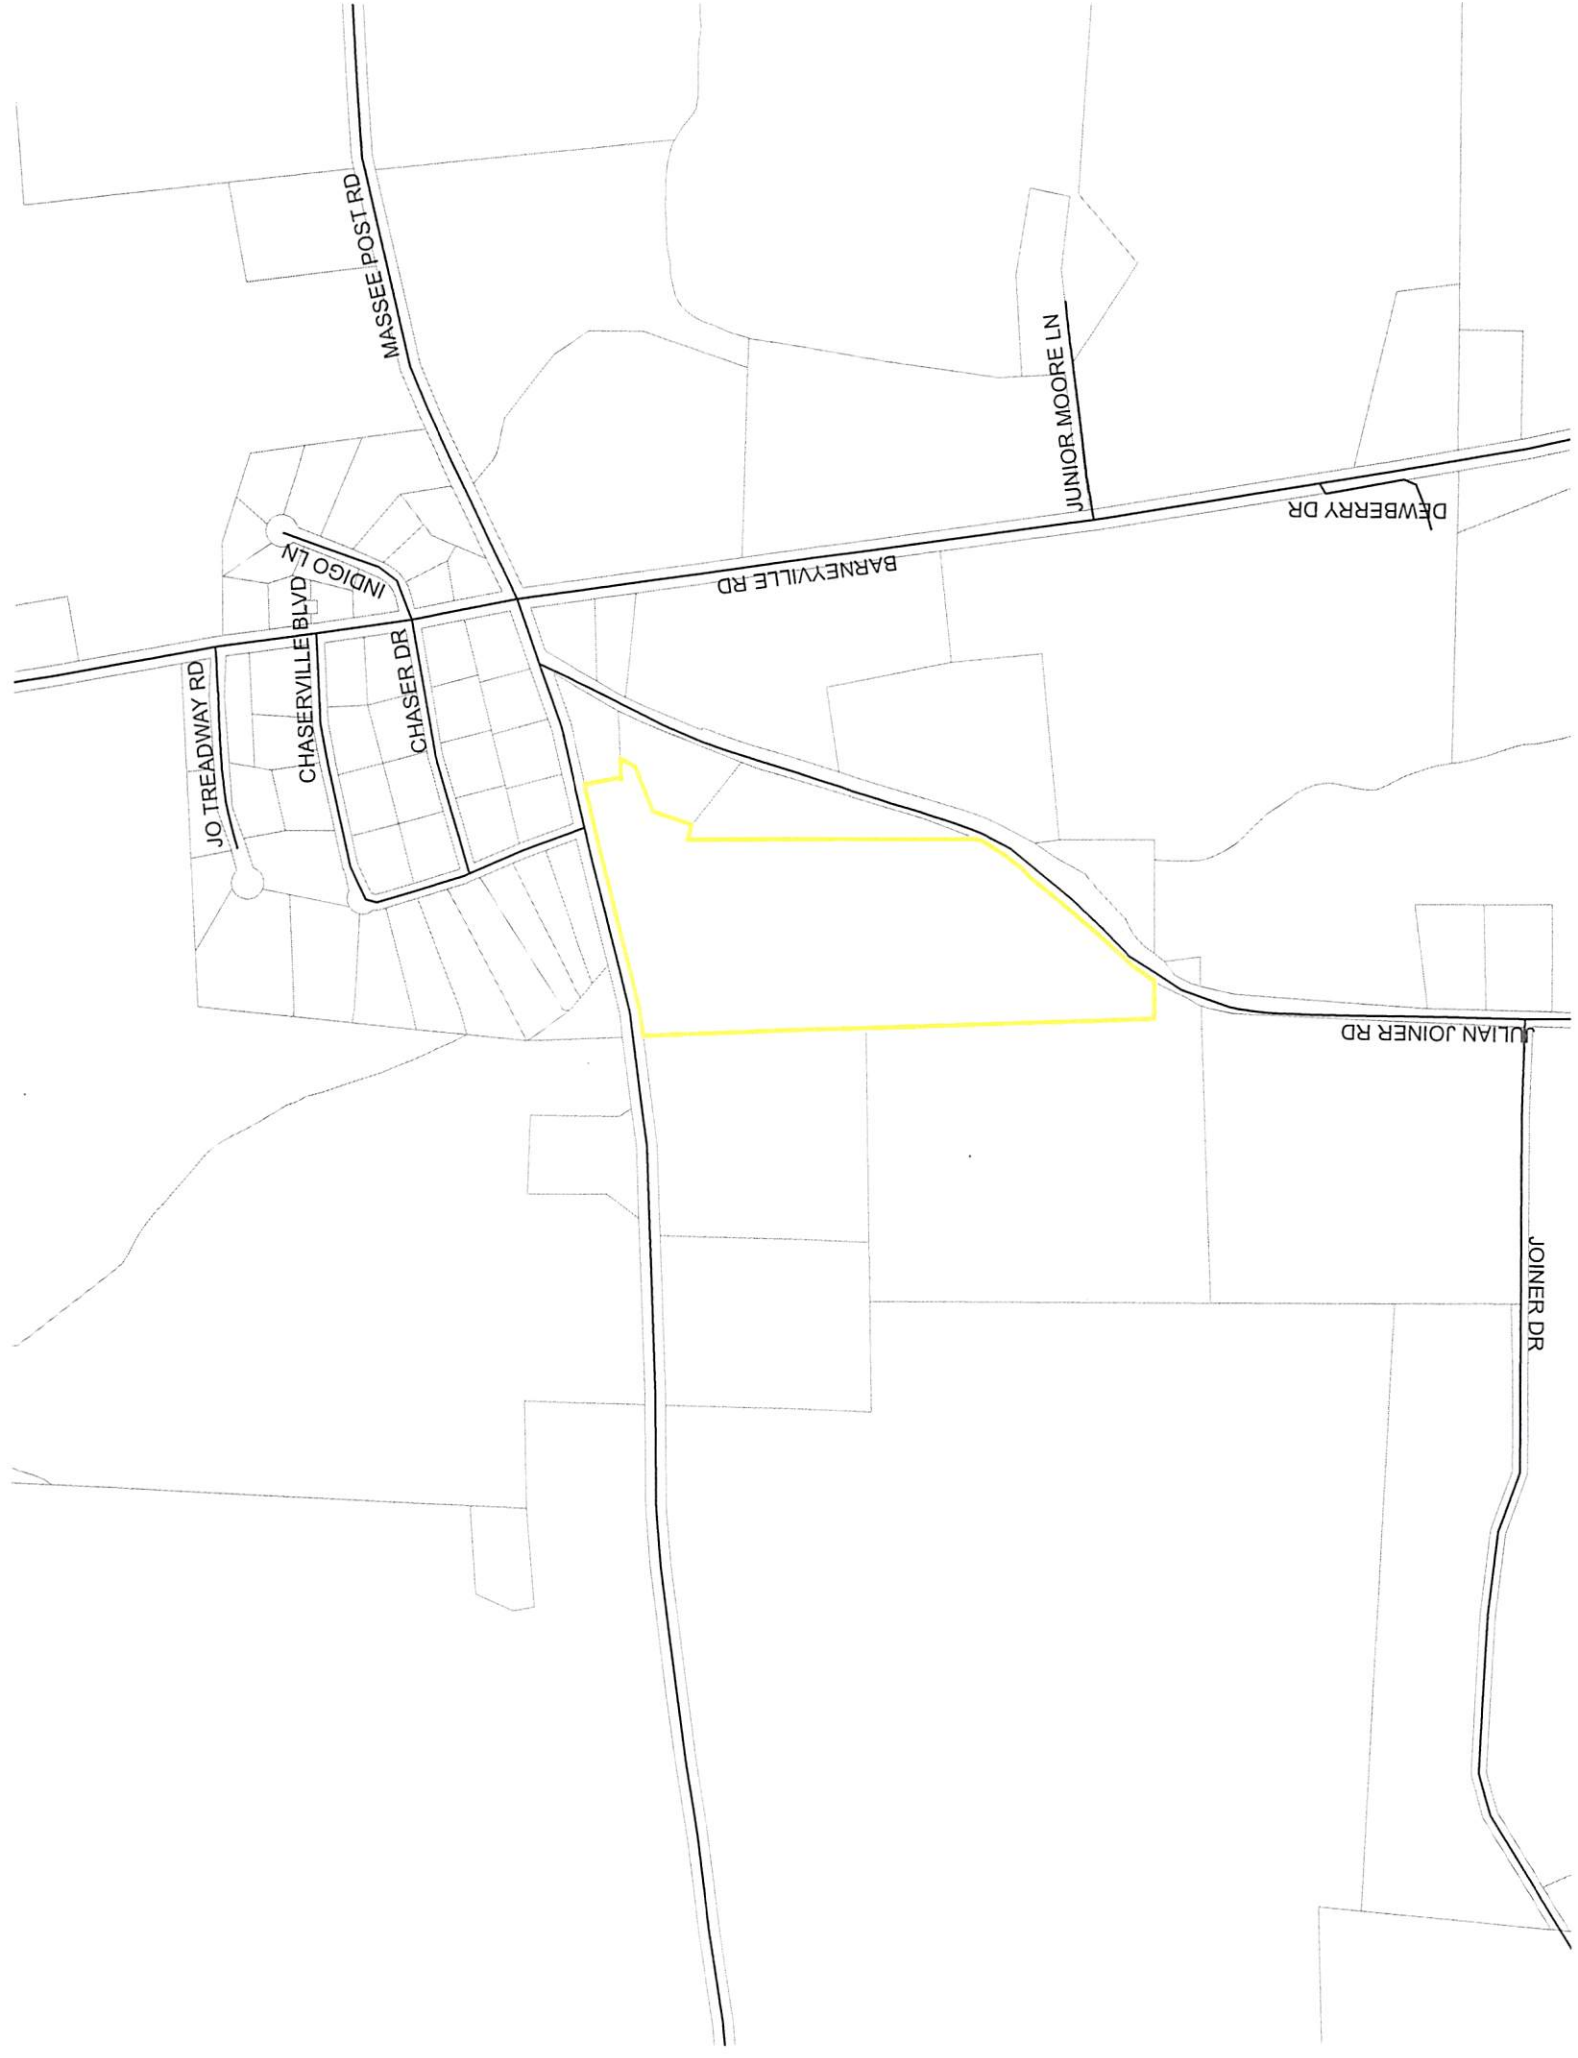 MASSEE POST RD
JUNIOR MOORE LN
DEWBERRY DR
INDIGO LN
BARNEYVILLE RD
CHASERVILLE BLVD
CHASER DR
JO TREADWAY RD
JULIAN JOINER RD
JOINER DR